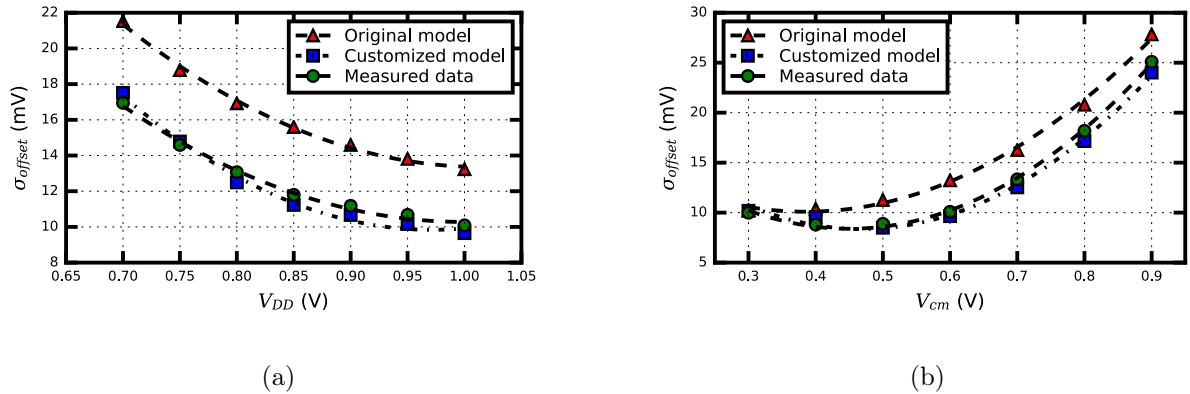 22
20
18
16
14
12
10
8
σoffset (mV)
0.65 0.70 0.75 0.80 0.85 0.90 0.95 1.00 1.05
VDD (V)
Original model
Customized model
Measured data
(a)
30
25
20
15
10
5
σoffset (mV)
0.3 0.4 0.5 0.6 0.7 0.8 0.9
Vcm (V)
Original model
Customized model
Measured data
(b)